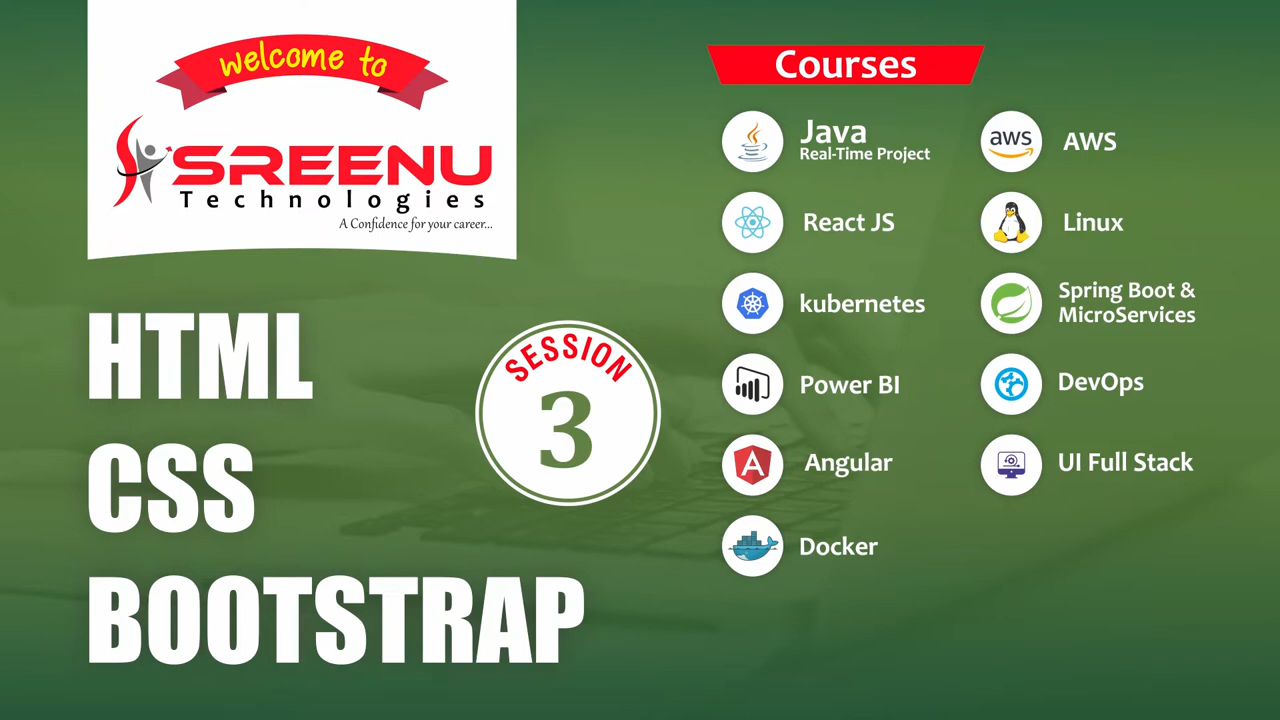 welcome to
SREENU
Technologies
A Confidence for your career...
HTML
CSS
BOOTSTRAP
SESSION
3
Courses
Java
Real-Time Project
React JS
kubernetes
Power BI
Angular
Docker
aws
AWS
Linux
Spring Boot &
MicroServices
DevOps
UI Full Stack